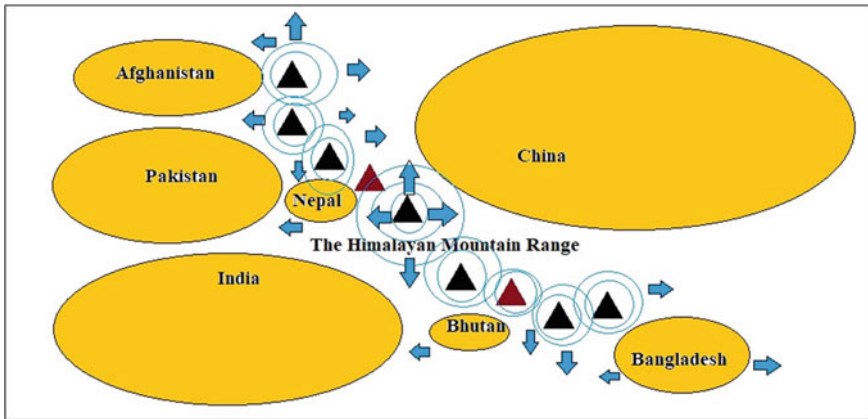 Afghanistan
China
Pakistan
Nepal
The Himalayan Mountain Range
India
Bhutan
Bangladesh